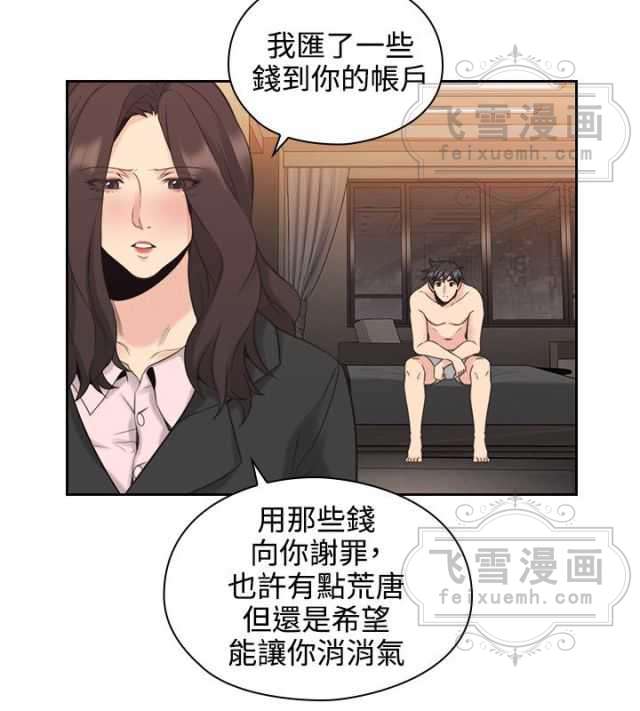 我匯了一些
錢到你的帳戶
飞雪漫画
feixuemh.com
用那些錢
向你謝罪，
也許有點荒唐
但還是希望
能讓你消消氣
飞雪漫画
feixuemh.com